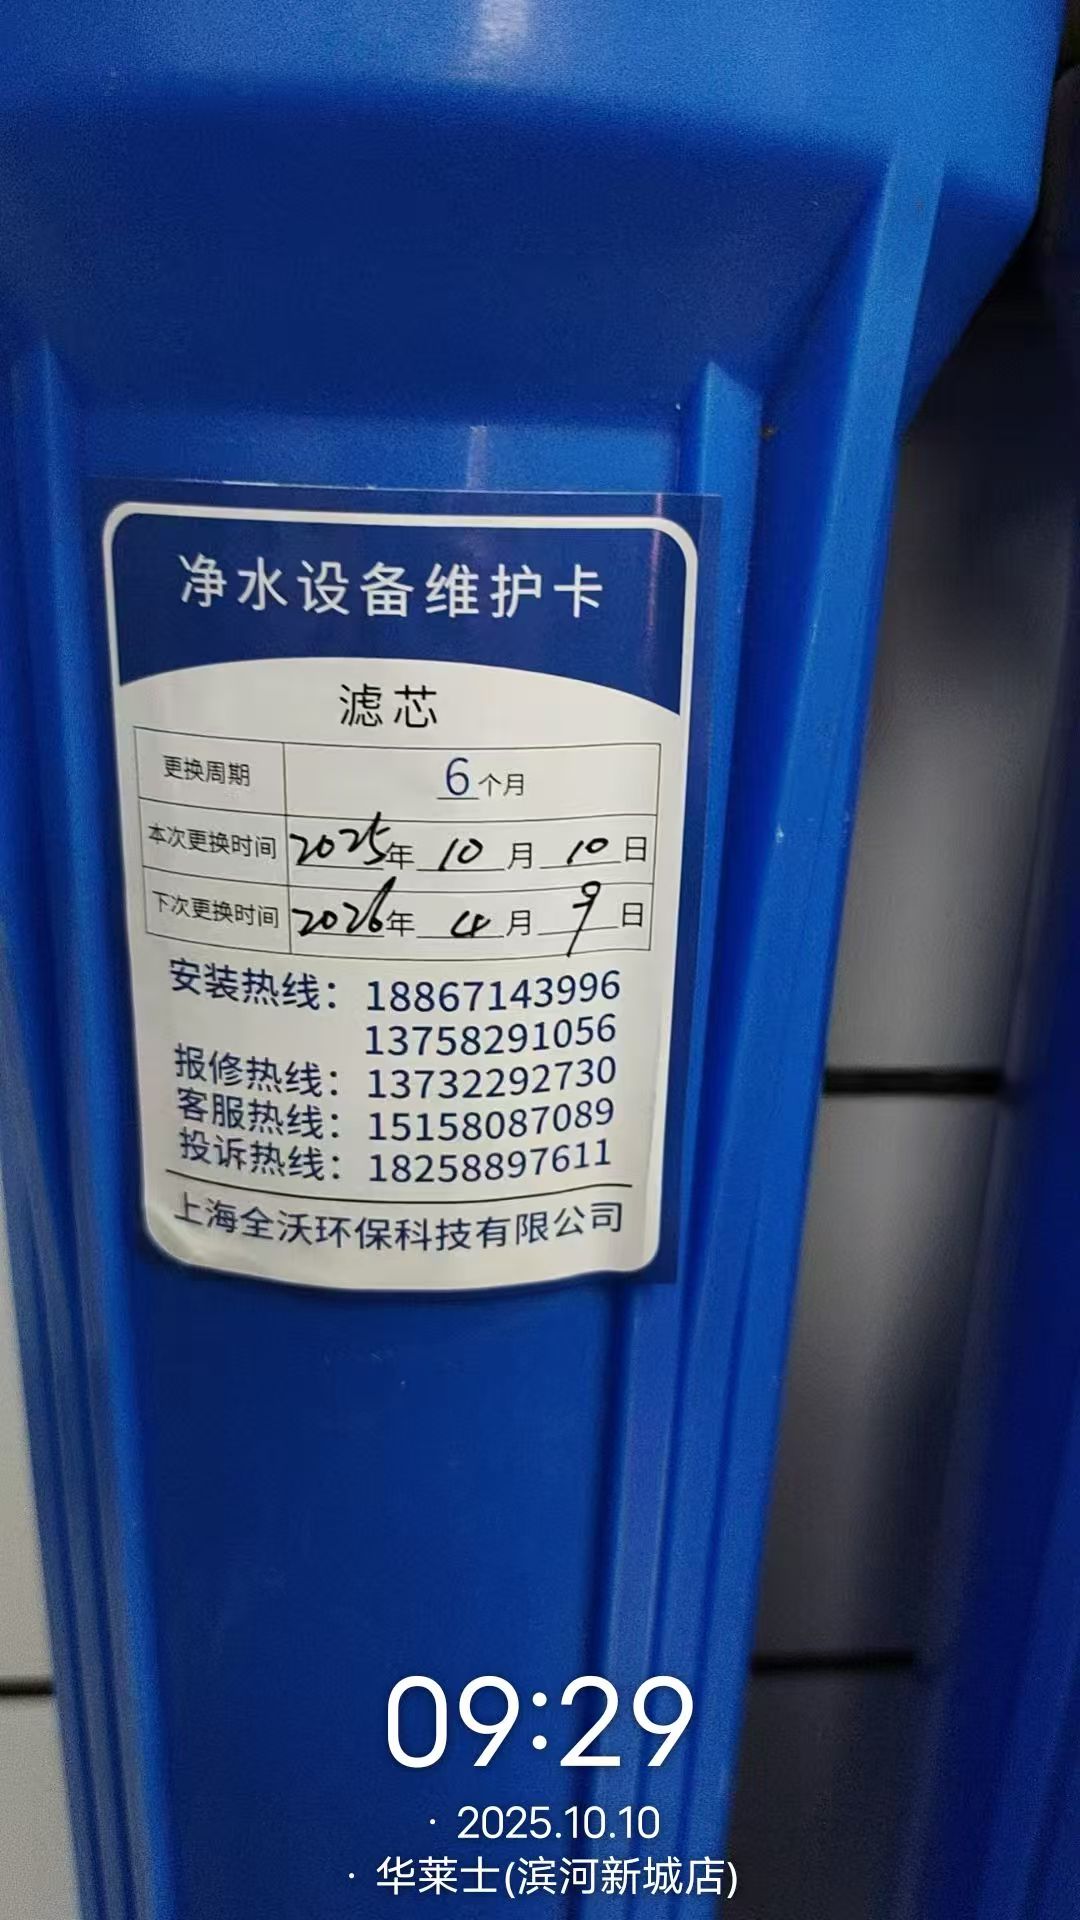 净水设备维护卡
滤芯
更换周期 6个月
本次更换时间 2025年10月10日
下次更换时间 2026年4月9日
安装热线：18867143996
13758291056
报修热线：13732292730
客服热线：15158087089
投诉热线：18258897611
上海全沃环保科技有限公司
09:29
· 2025.10.10
· 华莱士(滨河新城店)